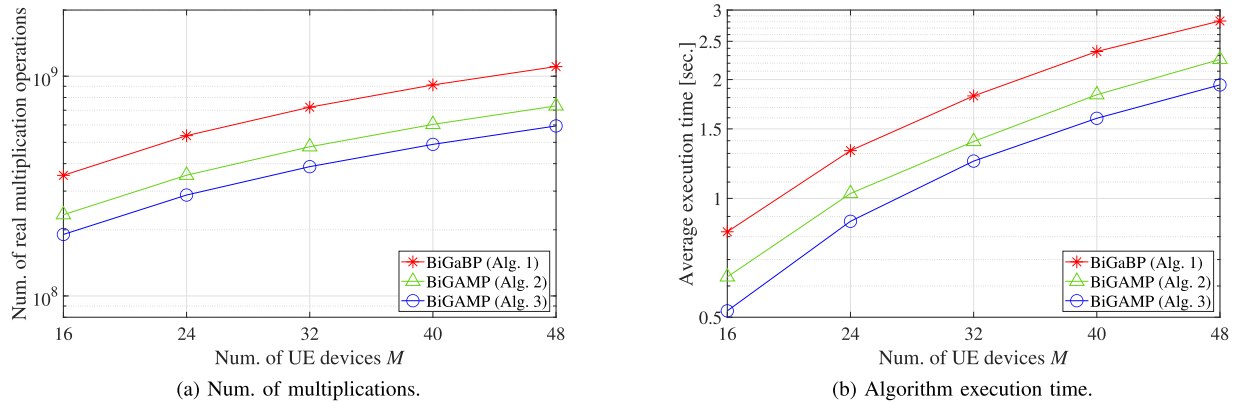 Num. of real multiplication operations
10^9
10^8
16 24 32 40 48
Num. of UE devices M
BiGaBP (Alg. 1)
BiGAMP (Alg. 2)
BiGAMP (Alg. 3)
(a) Num. of multiplications.
Average execution time [sec.]
3
2.5
2
1.5
1
0.5
16 24 32 40 48
Num. of UE devices M
BiGaBP (Alg. 1)
BiGAMP (Alg. 2)
BiGAMP (Alg. 3)
(b) Algorithm execution time.